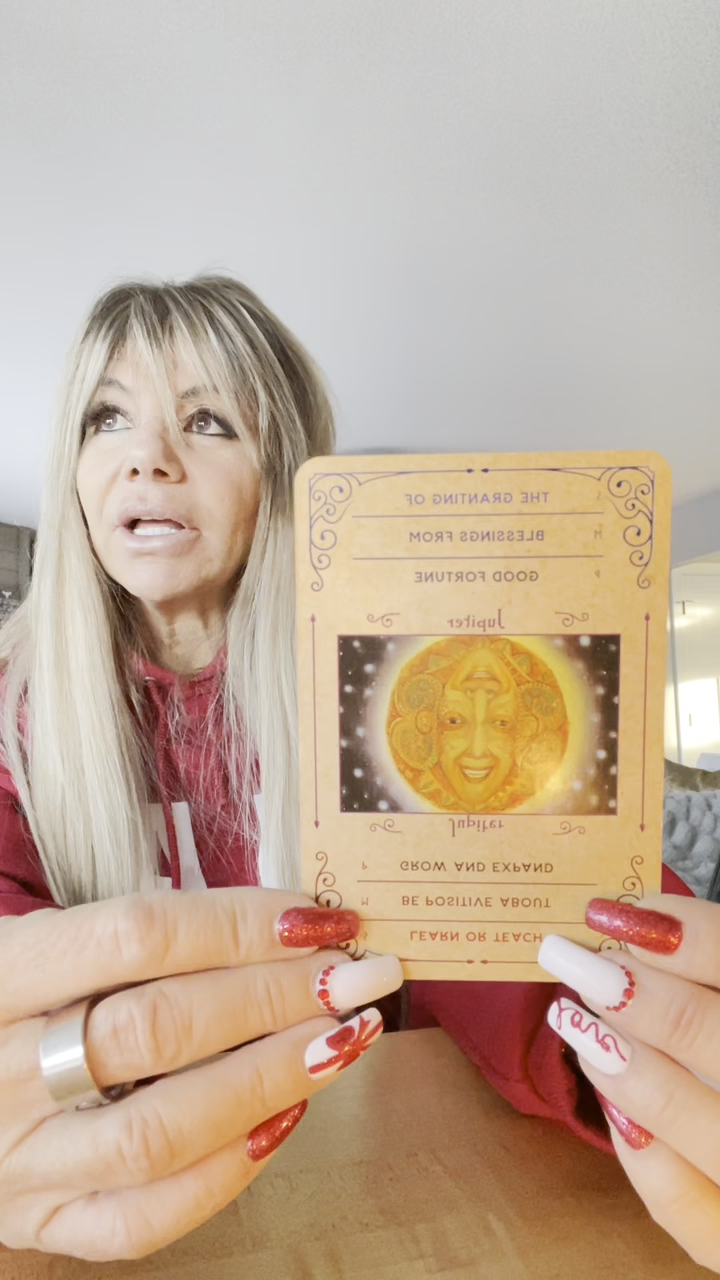 THE GRANTING OF
M BLESSINGS FROM
P GOOD FORTUNE
Jupiter
Jupiter
P GROW AND EXPAND
M BE POSITIVE ABOUT
LEARN OR TEACH